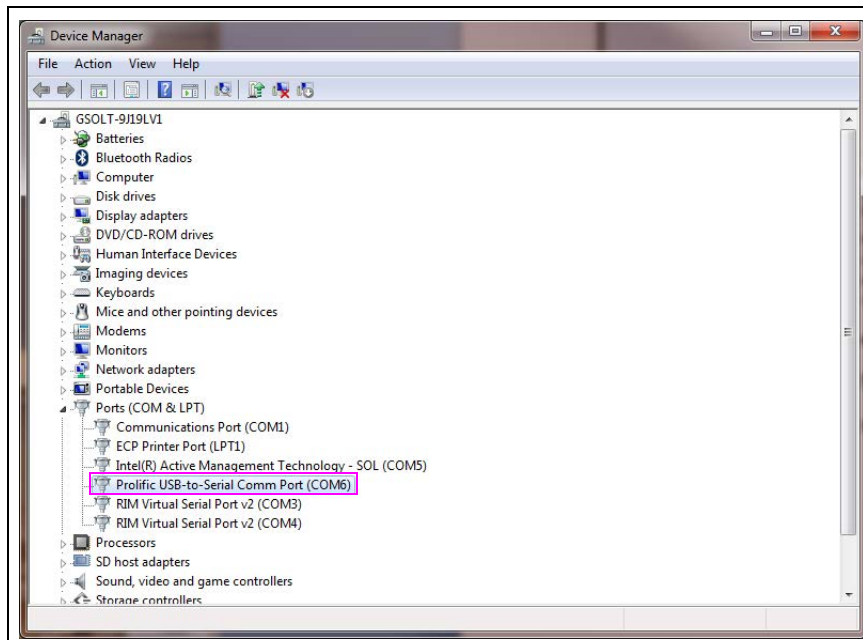 Device Manager
File Action View Help
GSOLT-9J19LV1
Batteries
Bluetooth Radios
Computer
Disk drives
Display adapters
DVD/CD-ROM drives
Human Interface Devices
Imaging devices
Keyboards
Mice and other pointing devices
Modems
Monitors
Network adapters
Portable Devices
Ports (COM & LPT)
Communications Port (COM1)
ECP Printer Port (LPT1)
Intel(R) Active Management Technology - SOL (COM5)
Prolific USB-to-Serial Comm Port (COM6)
RIM Virtual Serial Port v2 (COM3)
RIM Virtual Serial Port v2 (COM4)
Processors
SD host adapters
Sound, video and game controllers
Storage controllers